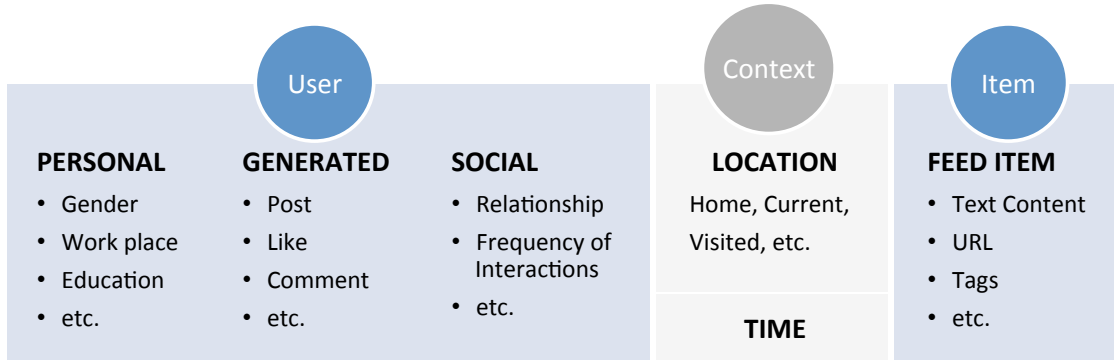 User
Context
Item
PERSONAL
• Gender
• Work place
• Education
• etc.
GENERATED
• Post
• Like
• Comment
• etc.
SOCIAL
• Relationship
• Frequency of
Interactions
• etc.
LOCATION
Home, Current,
Visited, etc.
TIME
FEED ITEM
• Text Content
• URL
• Tags
• etc.